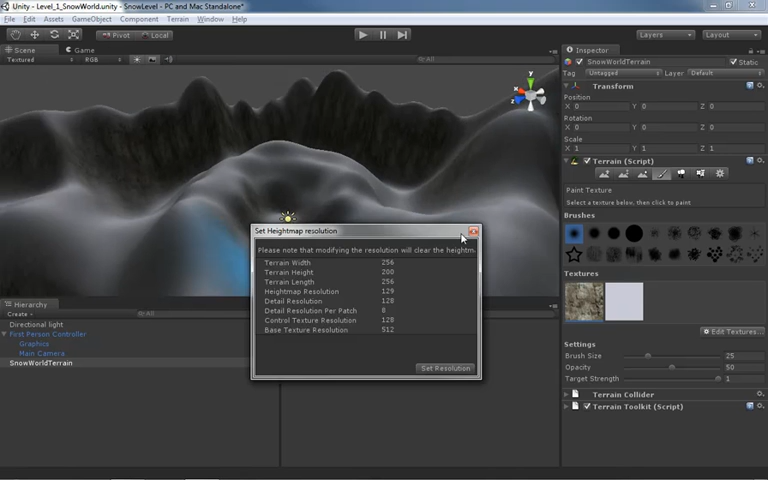 Unity - Level_1_SnowWorld.unity - SnowLevel - PC and Mac Standalone*
File Edit Assets GameObject Component Terrain Window Help*
Pivot Local Layers Layout
Scene Game
Textured RGB All
Inspector
SnowWorldTerrain Static
Tag Untagged Layer Default
Transform
Position
X 0 Y 0 Z 0
Rotation
X 0 Y 0 Z 0
Scale
X 1 Y 1 Z 1
Terrain (Script)
Paint Texture
Select a texture below, then click to paint
Brushes
Textures
Edit Textures...
Settings
Brush Size 25
Opacity 50
Target Strength 1
Terrain Collider
Terrain Toolkit (Script)
y
x
z
Set Heightmap resolution
Please note that modifying the resolution will clear the heightm
Terrain Width 256
Terrain Height 200
Terrain Length 256
Heightmap Resolution 129
Detail Resolution 128
Detail Resolution Per Patch 8
Control Texture Resolution 128
Base Texture Resolution 512
Set Resolution
Hierarchy
Create All
Directional light
First Person Controller
Graphics
Main Camera
SnowWorldTerrain